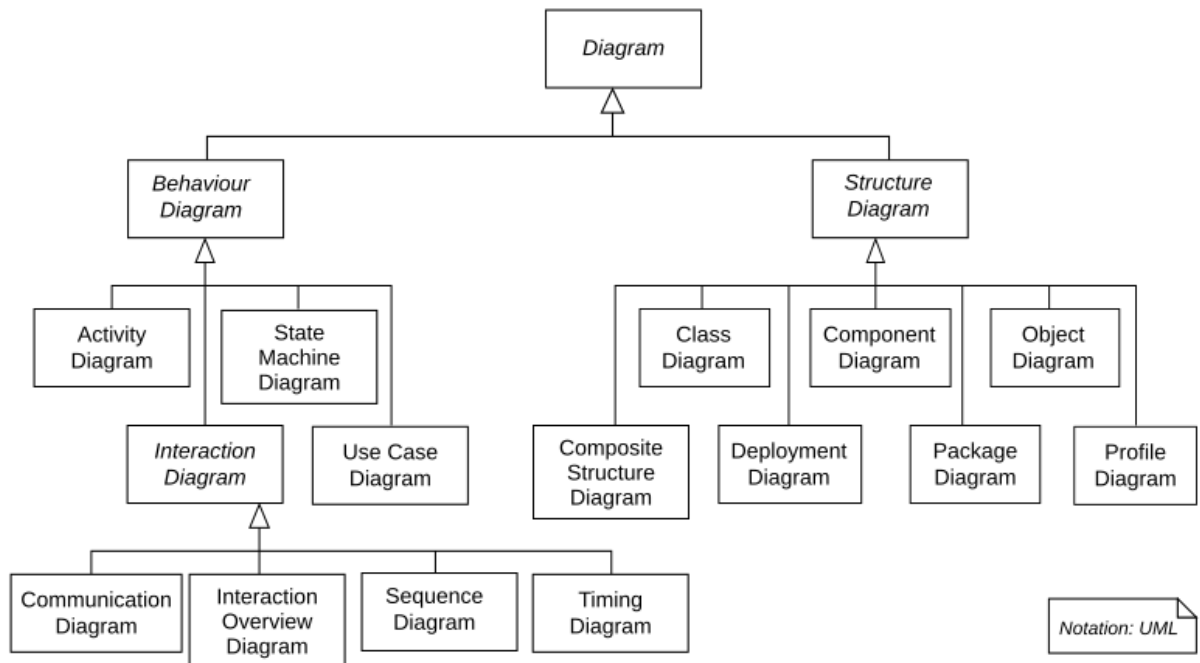 Diagram
Behaviour
Diagram
Structure
Diagram
Activity
Diagram
State
Machine
Diagram
Class
Diagram
Component
Diagram
Object
Diagram
Interaction
Diagram
Use Case
Diagram
Composite
Structure
Diagram
Deployment
Diagram
Package
Diagram
Profile
Diagram
Communication
Diagram
Interaction
Overview
Diagram
Sequence
Diagram
Timing
Diagram
Notation: UML